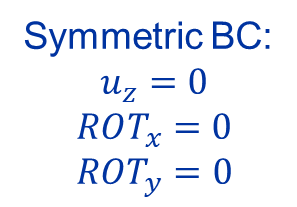 Symmetric BC:
u_z = 0
ROT_x = 0
ROT_y = 0